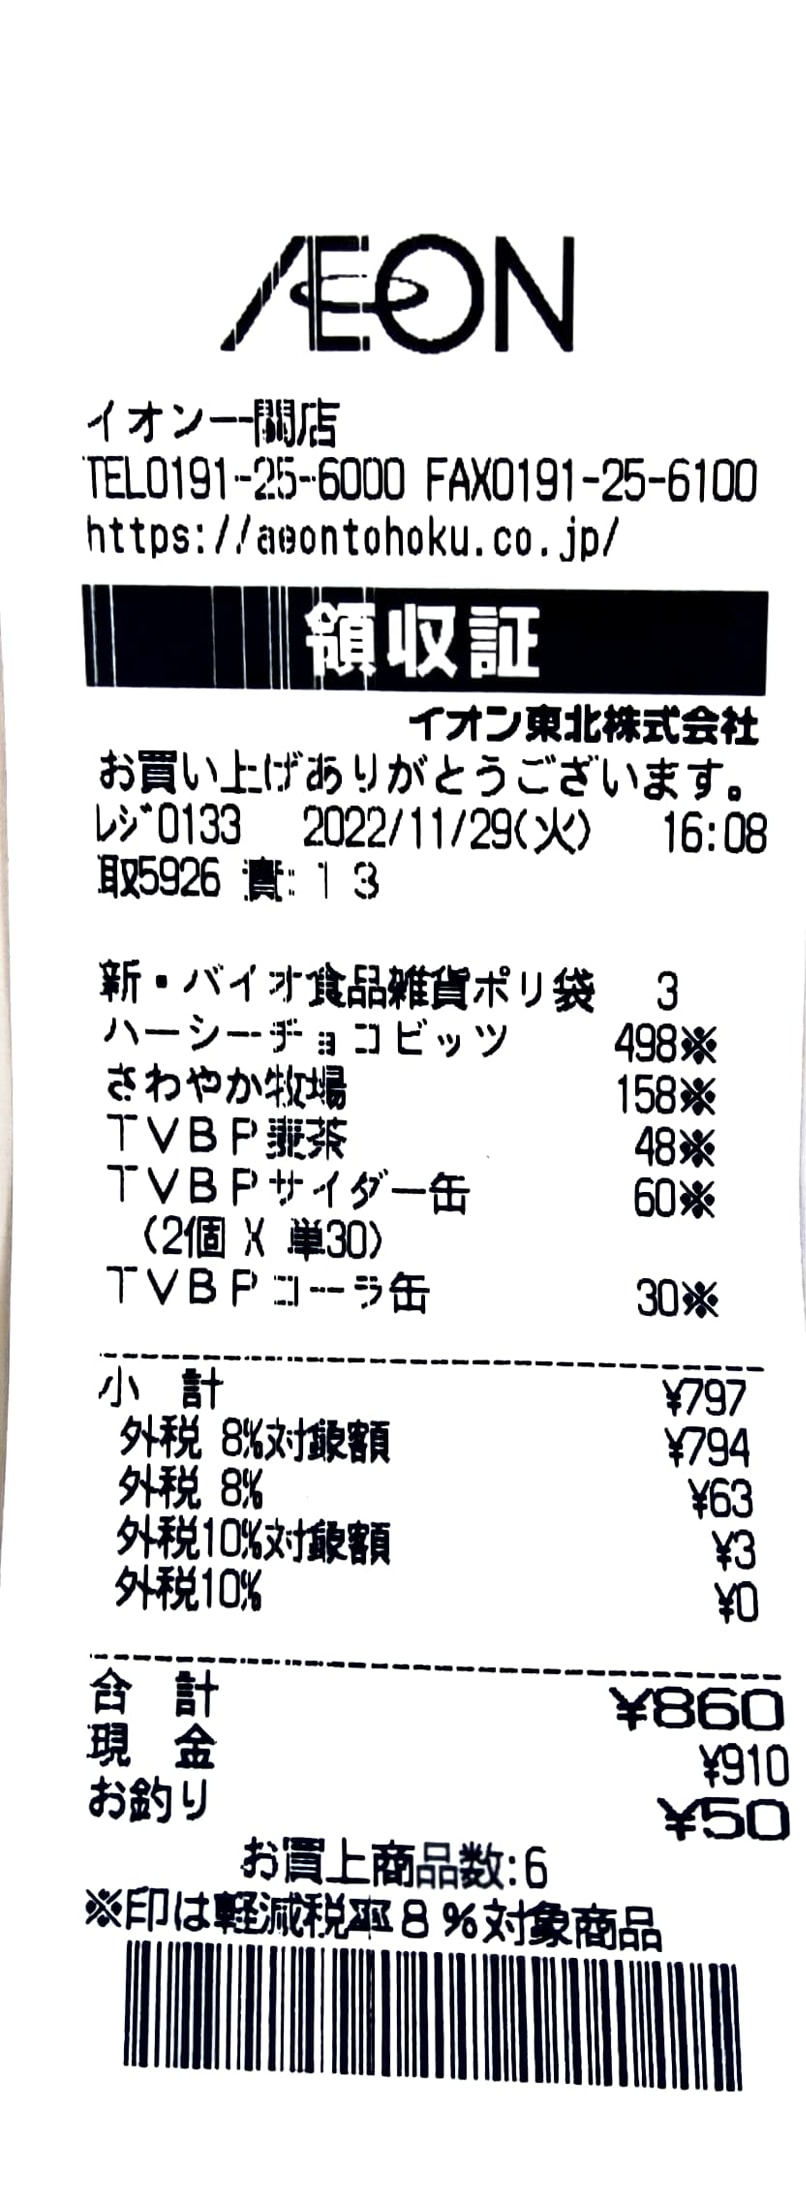 ÆON
イオン一関店
TEL0191-25-6000 FAX0191-25-6100
https://aeontohoku.co.jp/
領収証
イオン東北株式会社
お買い上げありがとうございます。
ﾚｼﾞ0133 2022/11/29(火) 16:08
取5926 責:13
新・バイオ食品雑貨ポリ袋 3
ハーシーチョコビッツ 498※
さわやか牧場 158※
TVBP麦茶 48※
TVBPサイダー缶 60※
(2個 X 単30)
TVBPコーラ缶 30※
小 計 ¥797
外税 8%対象額 ¥794
外税 8% ¥63
外税10%対象額 ¥3
外税10% ¥0
合 計 ¥860
現 金 ¥910
お釣り ¥50
お買上商品数:6
※印は軽減税率8%対象商品